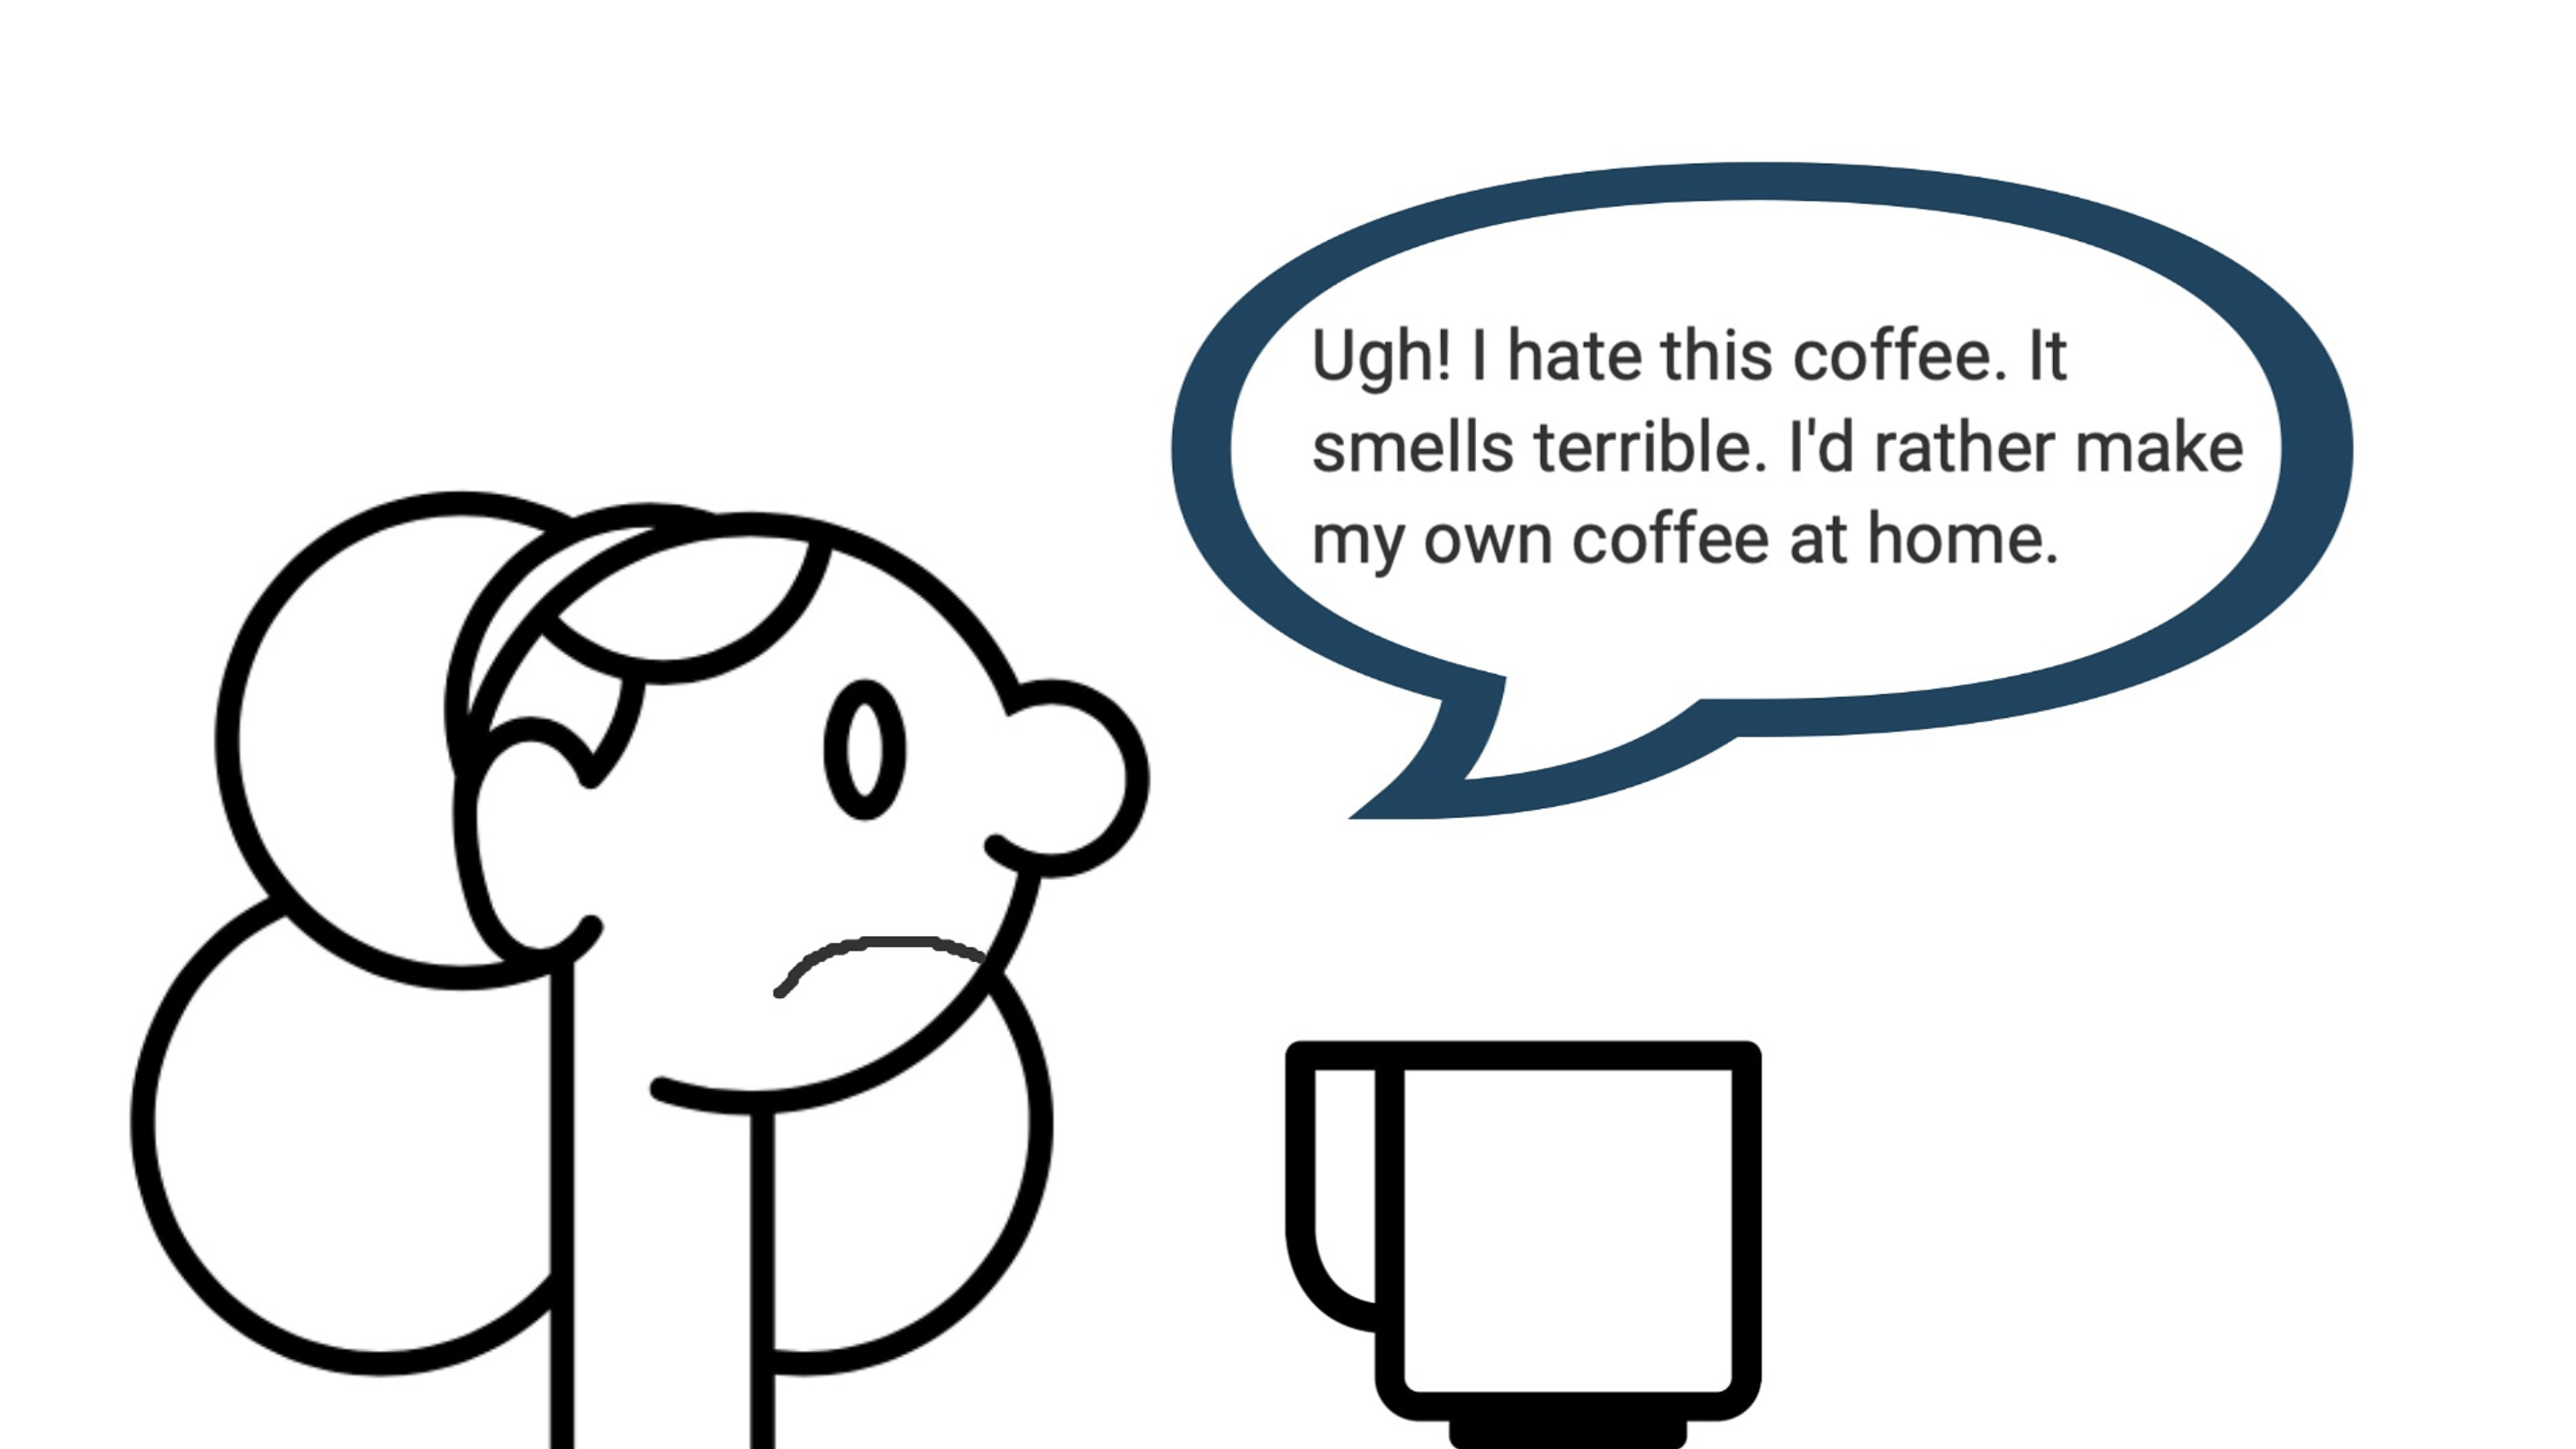 Ugh! I hate this coffee. It
smells terrible. I'd rather make
my own coffee at home.